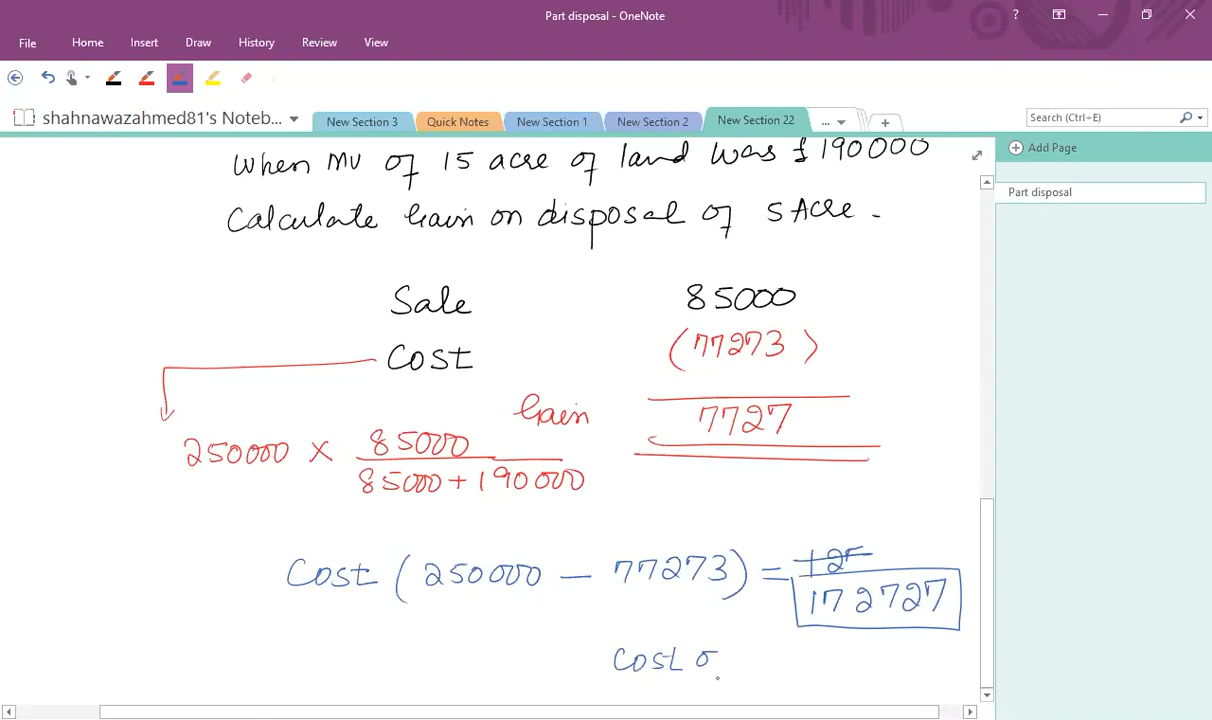 Part disposal - OneNote
?
File Home Insert Draw History Review View
shahnawazahmed81's Noteb... New Section 3 Quick Notes New Section 1 New Section 2 New Section 22 ... Search (Ctrl+E)
Add Page
Part disposal
When MV of 15 acre of land was £190000
Calculate Gain on disposal of 5 Acre.
Sale 85000
Cost (77273)
Gain 7727
250000 × 85000
85000+190000
Cost (250000 - 77273) = 12
172727
Cost o